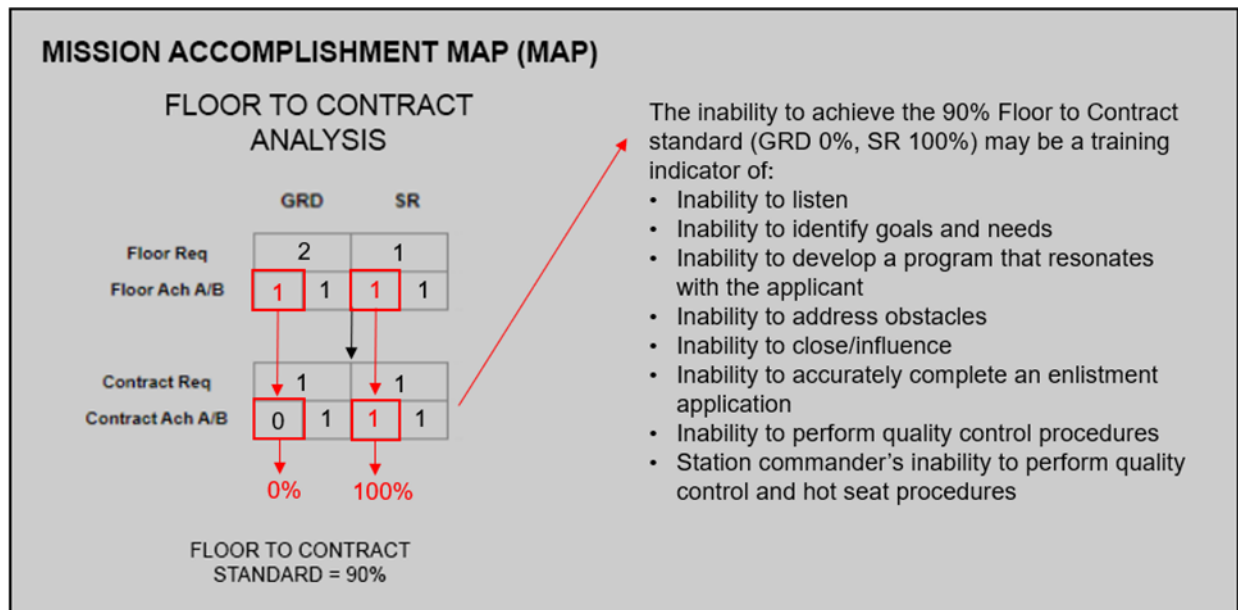 MISSION ACCOMPLISHMENT MAP (MAP)
FLOOR TO CONTRACT
ANALYSIS
GRD SR
Floor Req 2 1
Floor Ach A/B 1 1 1 1
Contract Req 1 1
Contract Ach A/B 0 1 1 1
0% 100%
FLOOR TO CONTRACT
STANDARD = 90%
The inability to achieve the 90% Floor to Contract
standard (GRD 0%, SR 100%) may be a training
indicator of:
• Inability to listen
• Inability to identify goals and needs
• Inability to develop a program that resonates
with the applicant
• Inability to address obstacles
• Inability to close/influence
• Inability to accurately complete an enlistment
application
• Inability to perform quality control procedures
• Station commander’s inability to perform quality
control and hot seat procedures